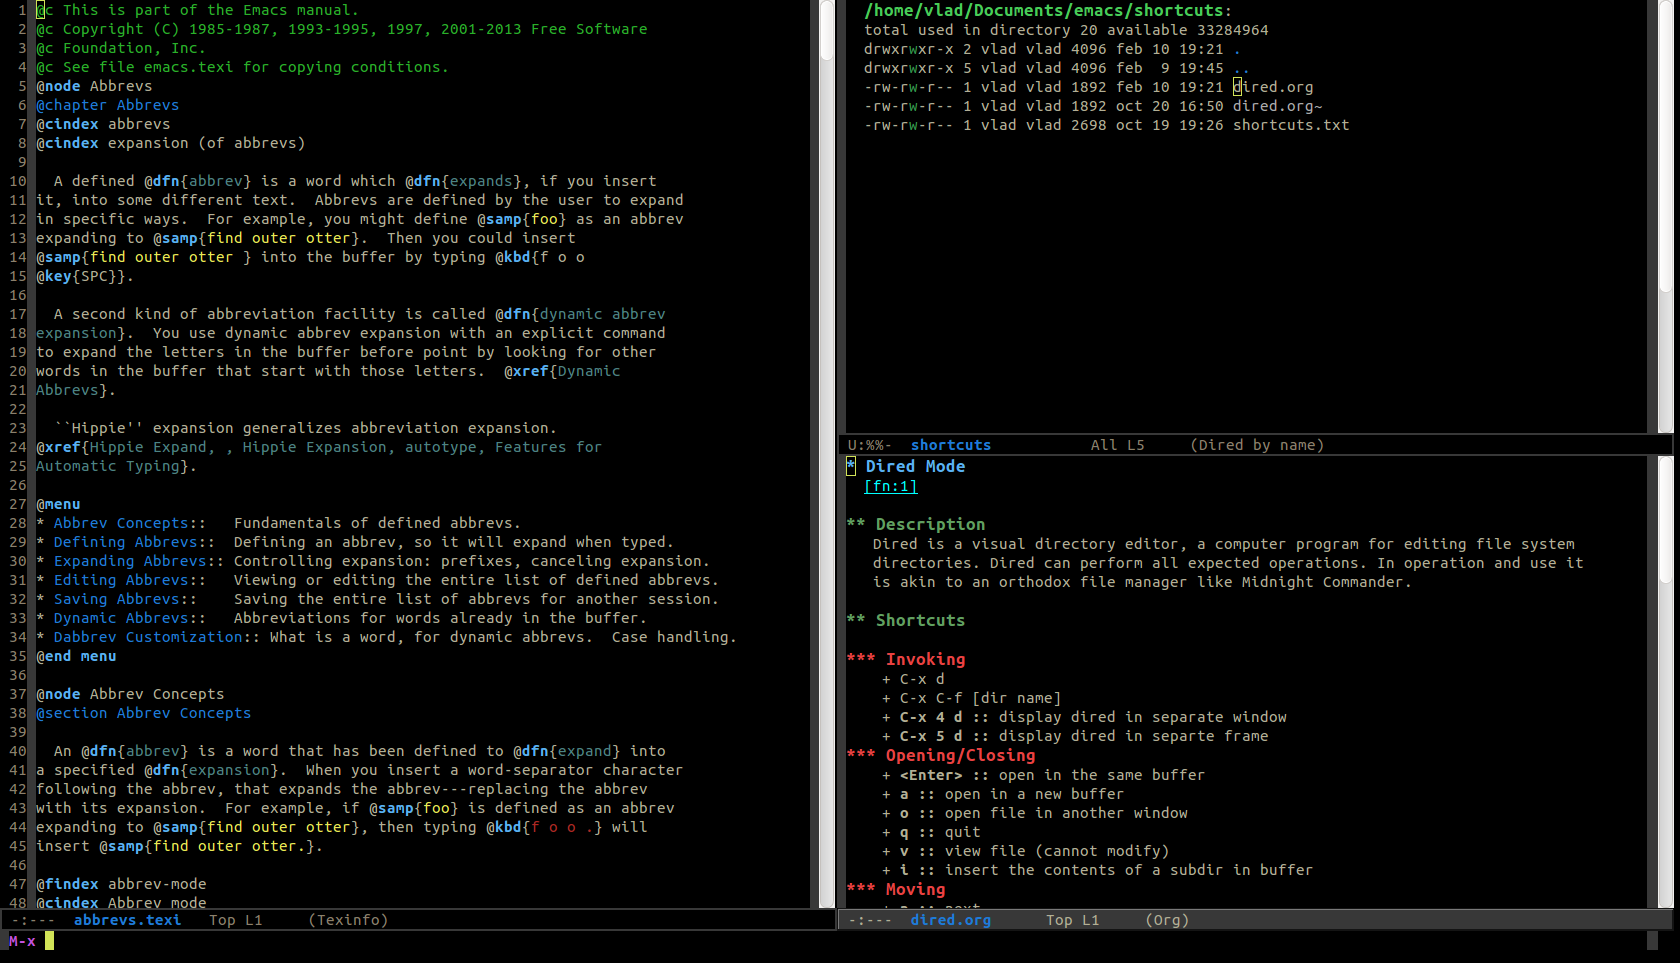 1 @c This is part of the Emacs manual.
2 @c Copyright (C) 1985-1987, 1993-1995, 1997, 2001-2013 Free Software
3 @c Foundation, Inc.
4 @c See file emacs.texi for copying conditions.
5 @node Abbrevs
6 @chapter Abbrevs
7 @cindex abbrevs
8 @cindex expansion (of abbrevs)
9
10   A defined @dfn{abbrev} is a word which @dfn{expands}, if you insert
11 it, into some different text.  Abbrevs are defined by the user to expand
12 in specific ways.  For example, you might define @samp{foo} as an abbrev
13 expanding to @samp{find outer otter}.  Then you could insert
14 @samp{find outer otter } into the buffer by typing @kbd{f o o
15 @key{SPC}}.
16
17   A second kind of abbreviation facility is called @dfn{dynamic abbrev
18 expansion}.  You use dynamic abbrev expansion with an explicit command
19 to expand the letters in the buffer before point by looking for other
20 words in the buffer that start with those letters.  @xref{Dynamic
21 Abbrevs}.
22
23   ``Hippie'' expansion generalizes abbreviation expansion.
24 @xref{Hippie Expand, , Hippie Expansion, autotype, Features for
25 Automatic Typing}.
26
27 @menu
28 * Abbrev Concepts::   Fundamentals of defined abbrevs.
29 * Defining Abbrevs::  Defining an abbrev, so it will expand when typed.
30 * Expanding Abbrevs:: Controlling expansion: prefixes, canceling expansion.
31 * Editing Abbrevs::   Viewing or editing the entire list of defined abbrevs.
32 * Saving Abbrevs::    Saving the entire list of abbrevs for another session.
33 * Dynamic Abbrevs::   Abbreviations for words already in the buffer.
34 * Dabbrev Customization:: What is a word, for dynamic abbrevs.  Case handling.
35 @end menu
36
37 @node Abbrev Concepts
38 @section Abbrev Concepts
39
40   An @dfn{abbrev} is a word that has been defined to @dfn{expand} into
41 a specified @dfn{expansion}.  When you insert a word-separator character
42 following the abbrev, that expands the abbrev---replacing the abbrev
43 with its expansion.  For example, if @samp{foo} is defined as an abbrev
44 expanding to @samp{find outer otter}, then typing @kbd{f o o .} will
45 insert @samp{find outer otter.}.
46
47 @findex abbrev-mode
48 @cindex Abbrev mode
-:---  abbrevs.texi   Top L1     (Texinfo)
M-x
/home/vlad/Documents/emacs/shortcuts:
total used in directory 20 available 33284964
drwxrwxr-x 2 vlad vlad 4096 feb 10 19:21 .
drwxrwxr-x 5 vlad vlad 4096 feb  9 19:45 ..
-rw-rw-r-- 1 vlad vlad 1892 feb 10 19:21 dired.org
-rw-rw-r-- 1 vlad vlad 1892 oct 20 16:50 dired.org~
-rw-rw-r-- 1 vlad vlad 2698 oct 19 19:26 shortcuts.txt
U:%%-  shortcuts           All L5     (Dired by name)
* Dired Mode
[fn:1]
** Description
Dired is a visual directory editor, a computer program for editing file system
directories. Dired can perform all expected operations. In operation and use it
is akin to an orthodox file manager like Midnight Commander.
** Shortcuts
*** Invoking
+ C-x d
+ C-x C-f [dir name]
+ C-x 4 d :: display dired in separate window
+ C-x 5 d :: display dired in separte frame
*** Opening/Closing
+ <Enter> :: open in the same buffer
+ a :: open in a new buffer
+ o :: open file in another window
+ q :: quit
+ v :: view file (cannot modify)
+ i :: insert the contents of a subdir in buffer
*** Moving
-:---  dired.org      Top L1     (Org)